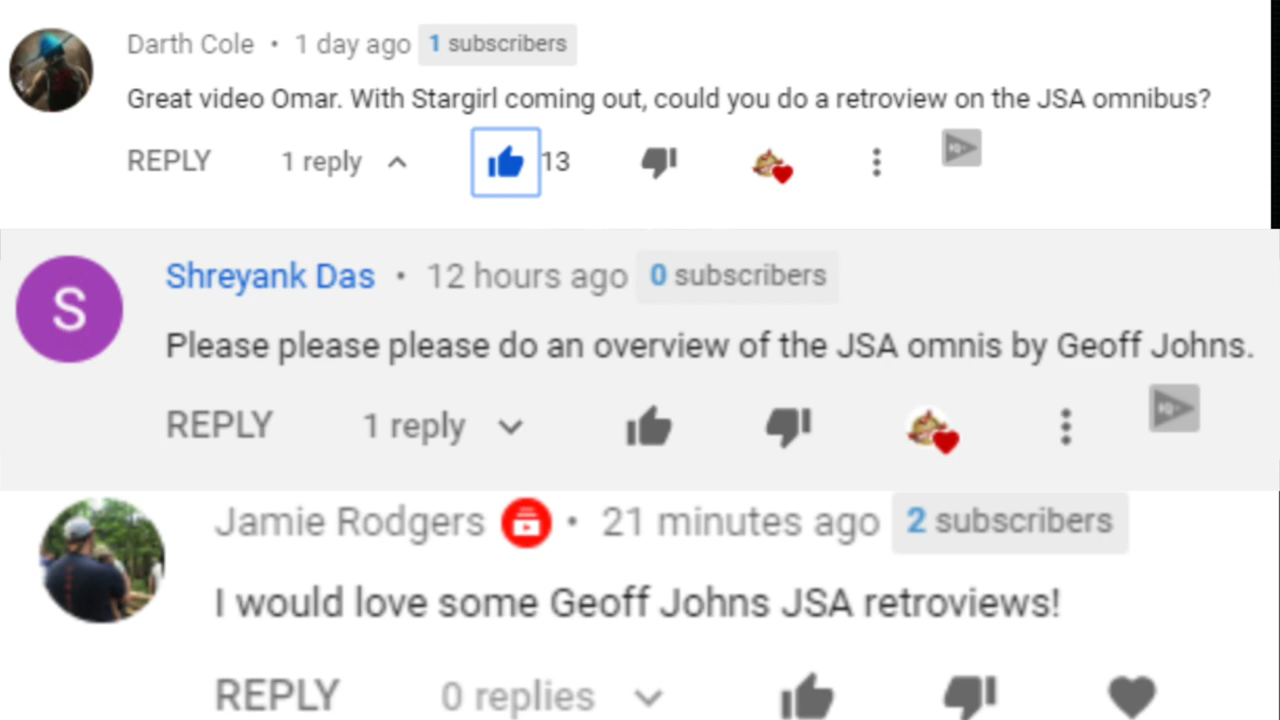 Darth Cole • 1 day ago 1 subscribers
Great video Omar. With Stargirl coming out, could you do a retroview on the JSA omnibus?
REPLY 1 reply 13
S Shreyank Das • 12 hours ago 0 subscribers
Please please please do an overview of the JSA omnis by Geoff Johns.
REPLY 1 reply
Jamie Rodgers • 21 minutes ago 2 subscribers
I would love some Geoff Johns JSA retroviews!
REPLY 0 replies